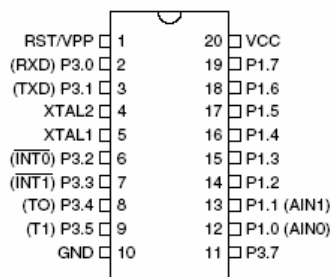 RST/VPP 1 20 VCC
(RXD) P3.0 2 19 P1.7
(TXD) P3.1 3 18 P1.6
XTAL2 4 17 P1.5
XTAL1 5 16 P1.4
(INT0) P3.2 6 15 P1.3
(INT1) P3.3 7 14 P1.2
(TO) P3.4 8 13 P1.1 (AIN1)
(T1) P3.5 9 12 P1.0 (AIN0)
GND 10 11 P3.7